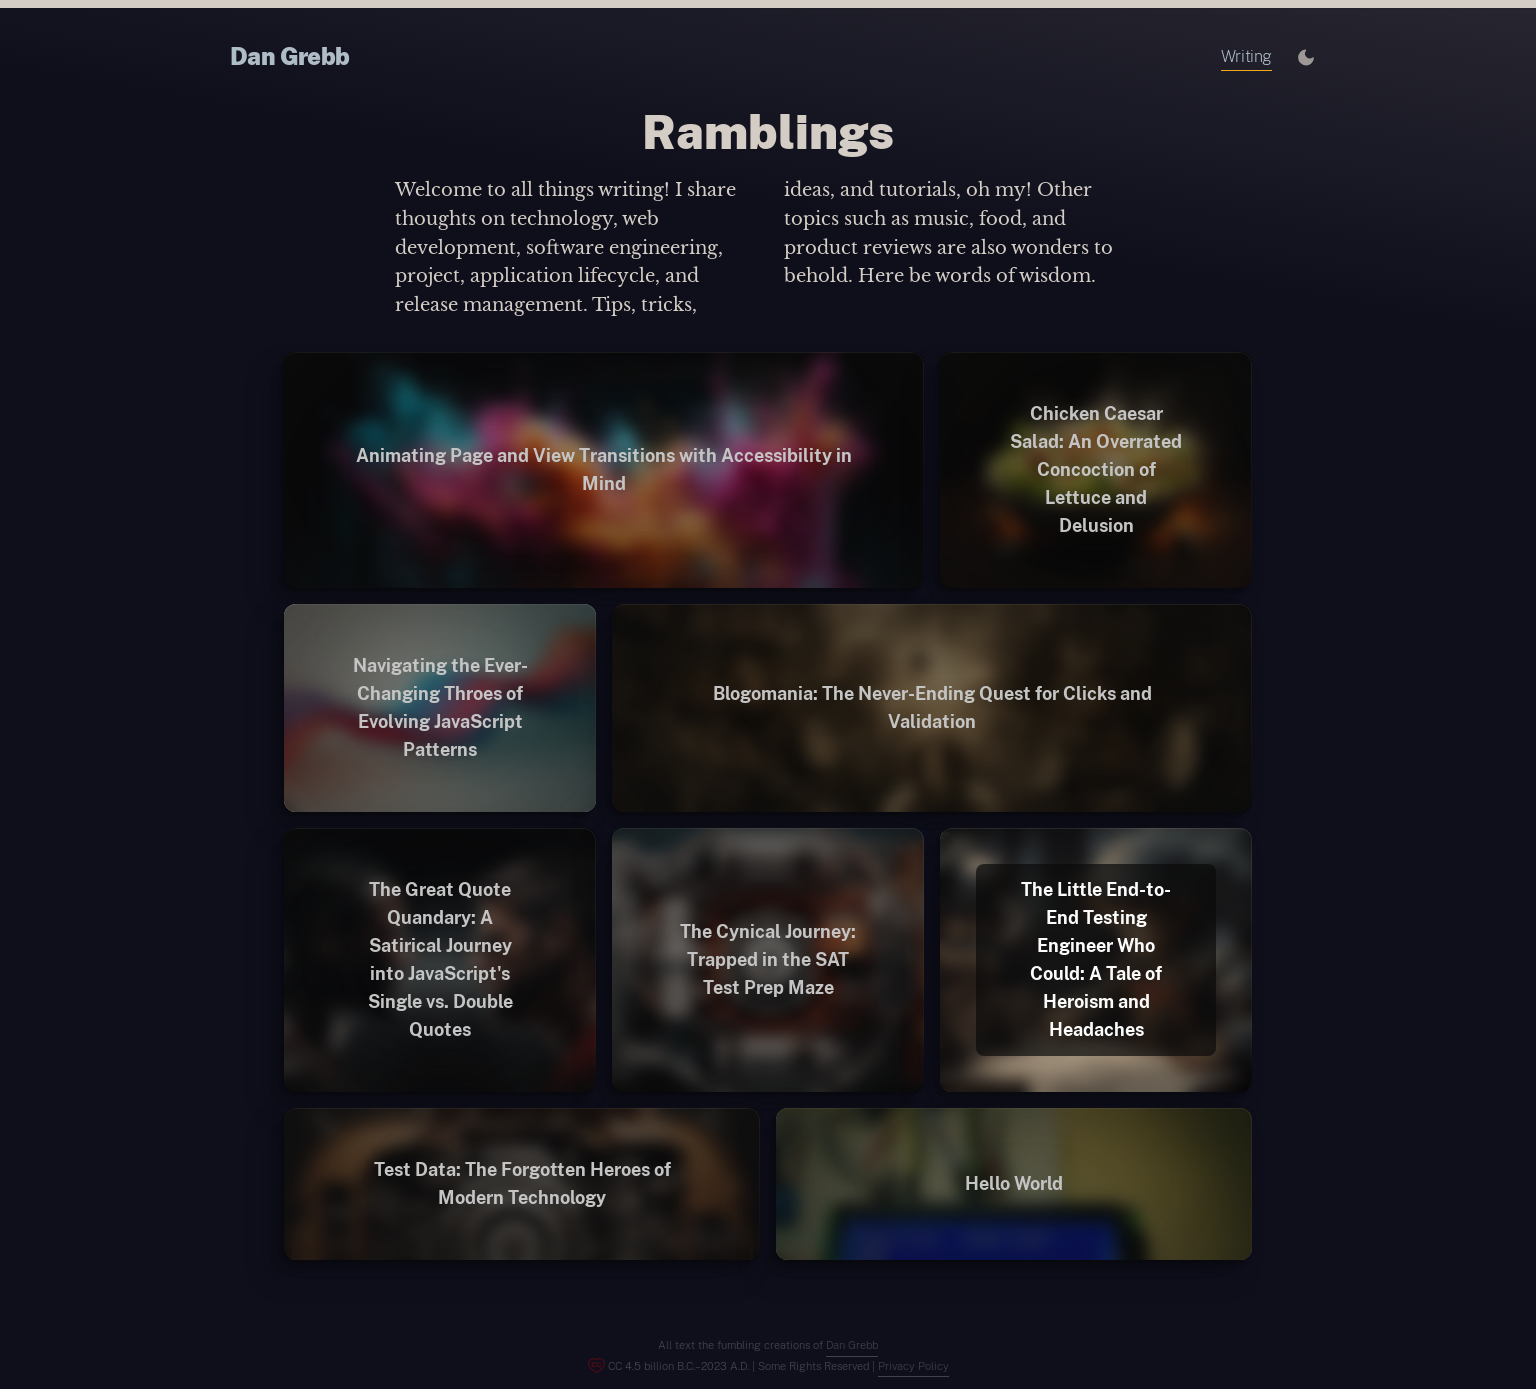 Dan Grebb
Writing
Ramblings
Welcome to all things writing! I share
thoughts on technology, web
development, software engineering,
project, application lifecycle, and
release management. Tips, tricks,
ideas, and tutorials, oh my! Other
topics such as music, food, and
product reviews are also wonders to
behold. Here be words of wisdom.
Animating Page and View Transitions with Accessibility in
Mind
Chicken Caesar
Salad: An Overrated
Concoction of
Lettuce and
Delusion
Navigating the Ever-
Changing Throes of
Evolving JavaScript
Patterns
Blogomania: The Never-Ending Quest for Clicks and
Validation
The Great Quote
Quandary: A
Satirical Journey
into JavaScript's
Single vs. Double
Quotes
The Cynical Journey:
Trapped in the SAT
Test Prep Maze
The Little End-to-
End Testing
Engineer Who
Could: A Tale of
Heroism and
Headaches
Test Data: The Forgotten Heroes of
Modern Technology
Hello World
All text the fumbling creations of Dan Grebb
CC 4.5 billion B.C.–2023 A.D. | Some Rights Reserved | Privacy Policy